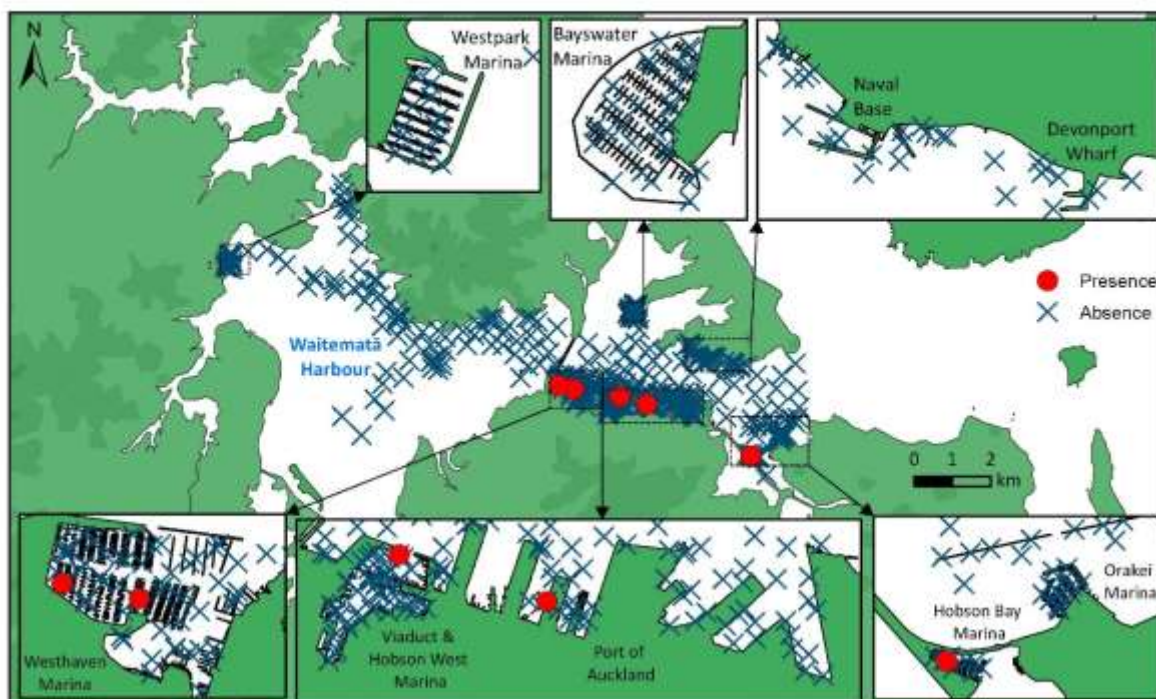 N
Westpark
Marina
Bayswater
Marina
Naval
Base
Devonport
Wharf
Presence
Absence
Waitematā
Harbour
0 1 2
km
Westhaven
Marina
Viaduct &
Hobson West
Marina
Port of
Auckland
Hobson Bay
Marina
Orakei
Marina